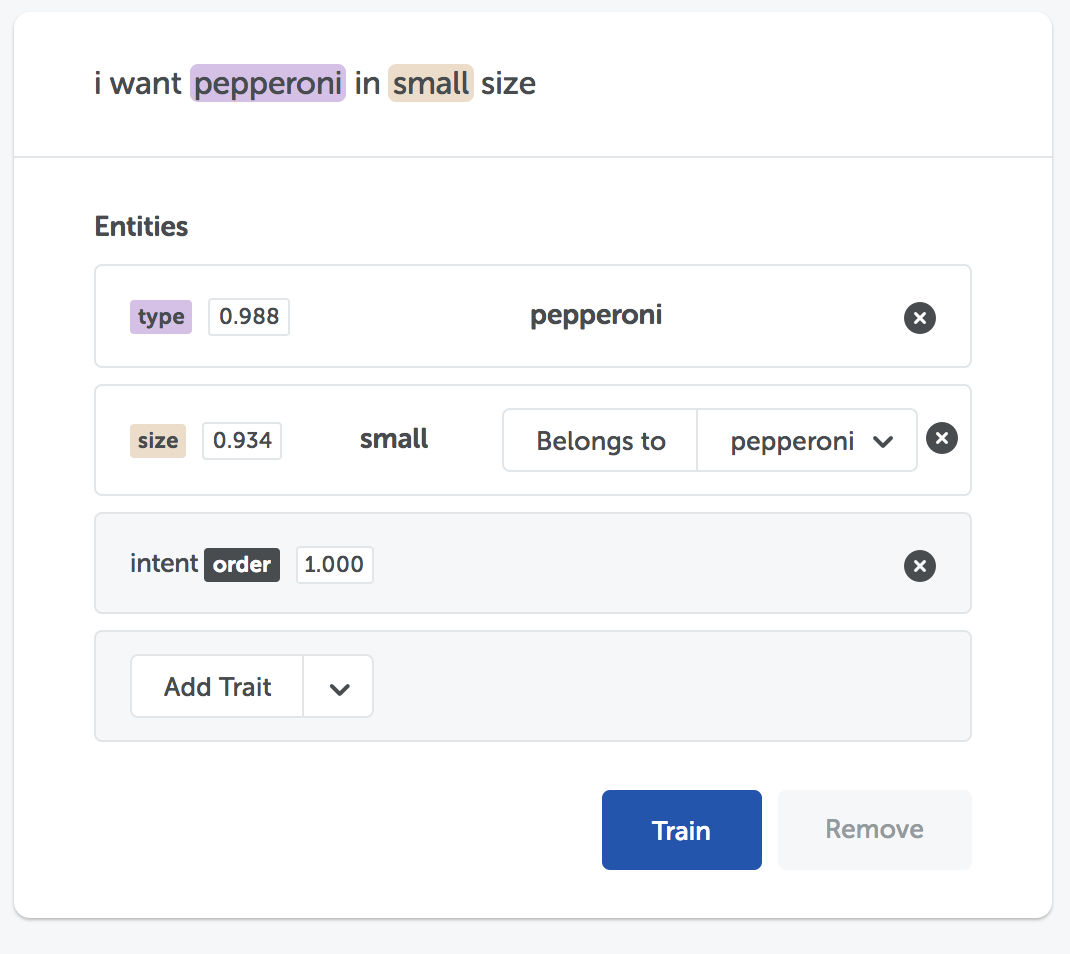 i want pepperoni in small size
Entities
type 0.988 pepperoni
size 0.934 small Belongs to pepperoni
intent order 1.000
Add Trait
Train Remove